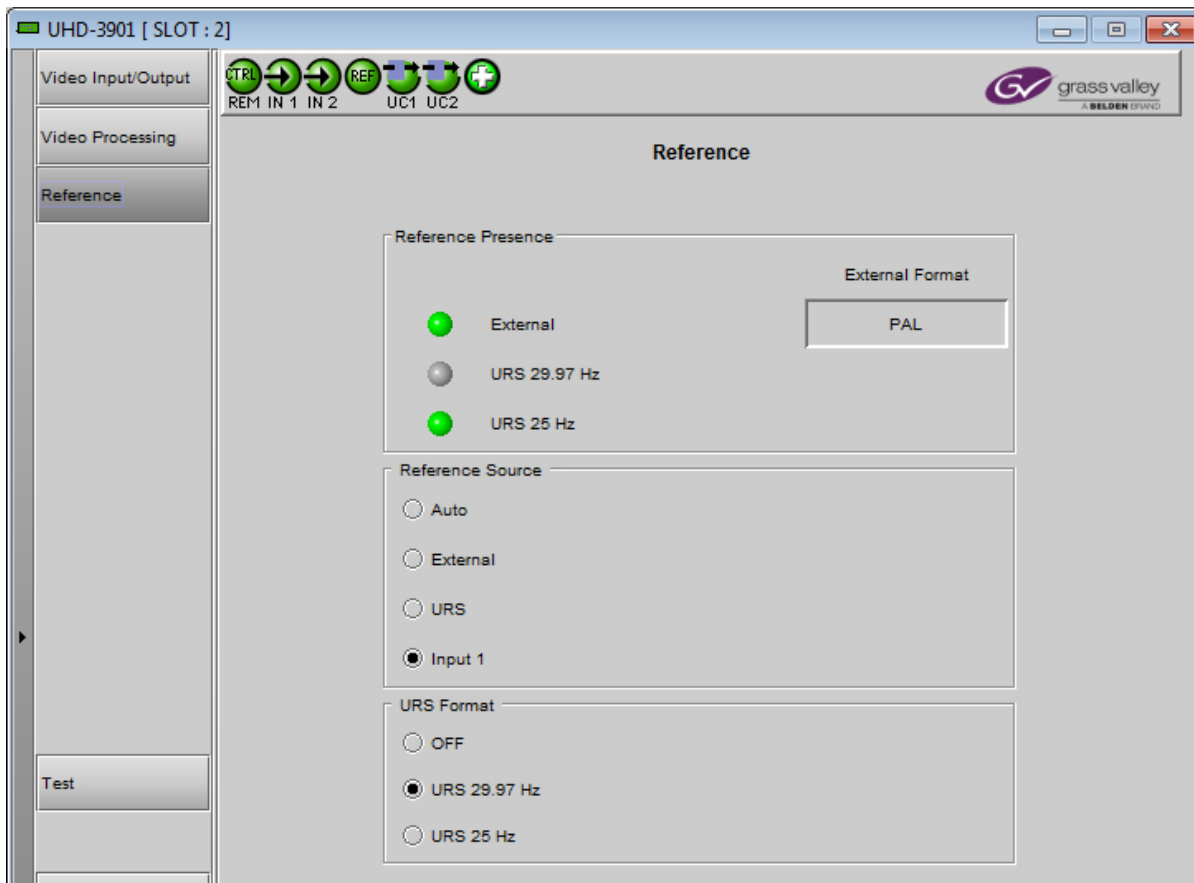 UHD-3901 [ SLOT : 2]
Video Input/Output
Video Processing
Reference
Test
CTRL REF
REM IN 1 IN 2 UC1 UC2
GV grass valley
A BELDEN BRAND
Reference
Reference Presence
External Format
External PAL
URS 29.97 Hz
URS 25 Hz
Reference Source
Auto
External
URS
Input 1
URS Format
OFF
URS 29.97 Hz
URS 25 Hz